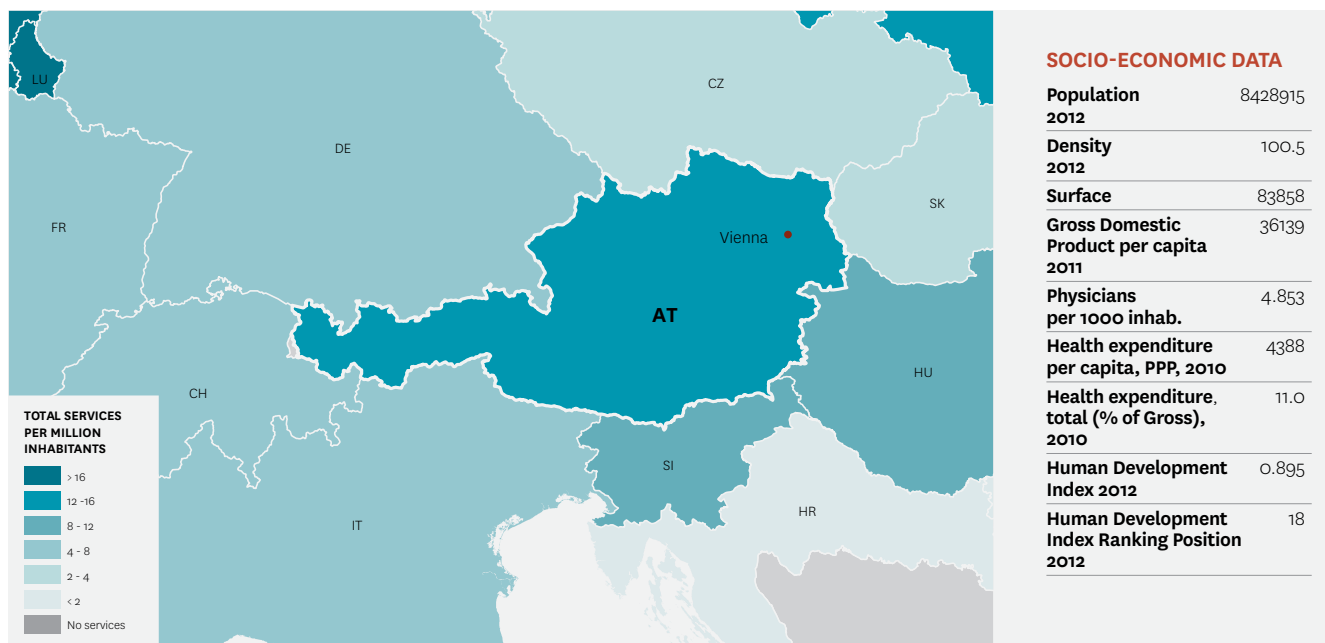 LU
CZ
DE
SK
FR
Vienna
AT
HU
CH
SI
HR
IT
TOTAL SERVICES
PER MILLION
INHABITANTS
> 16
12 -16
8 - 12
4 - 8
2 - 4
< 2
No services
SOCIO-ECONOMIC DATA
Population 8428915
2012
Density 100.5
2012
Surface 83858
Gross Domestic 36139
Product per capita
2011
Physicians 4.853
per 1000 inhab.
Health expenditure 4388
per capita, PPP, 2010
Health expenditure, 11.0
total (% of Gross),
2010
Human Development 0.895
Index 2012
Human Development 18
Index Ranking Position
2012